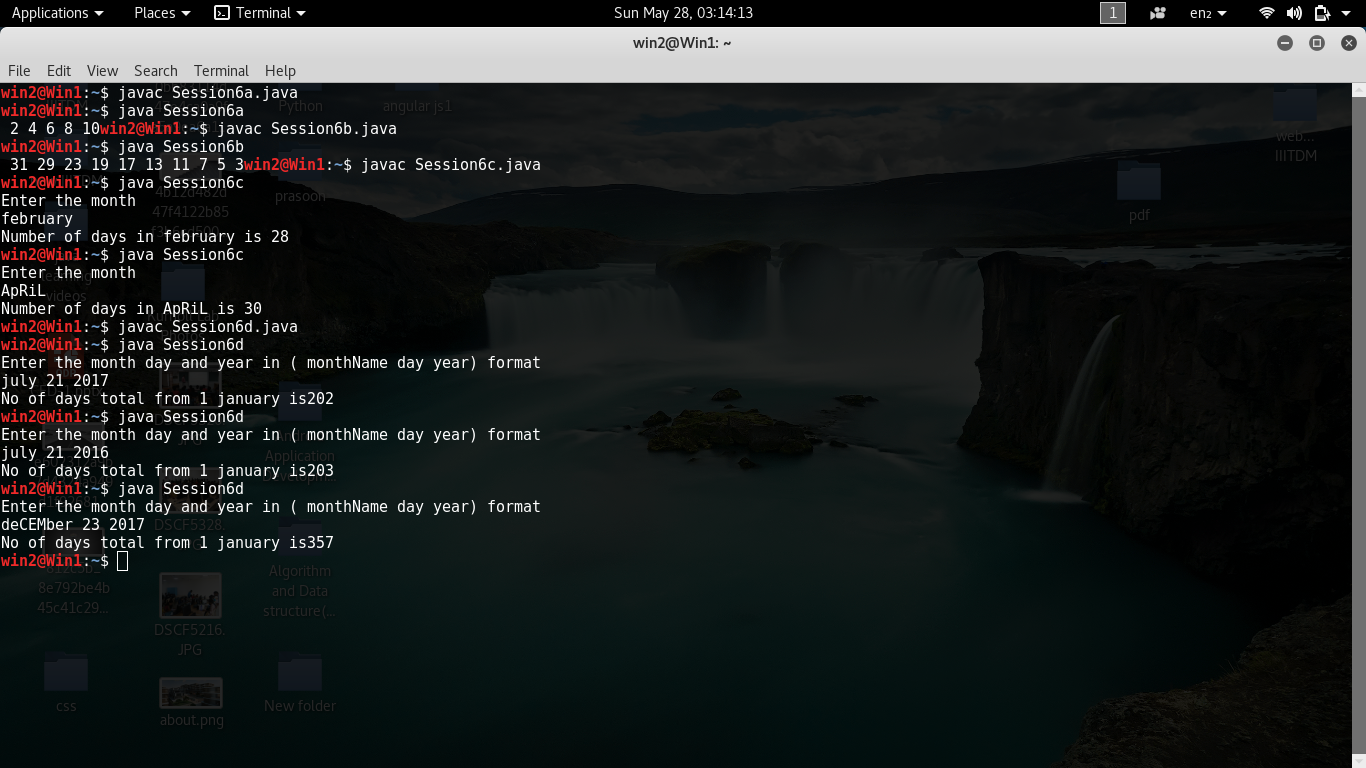 Applications Places Terminal Sun May 28, 03:14:13 1 en2
win2@Win1: ~
File Edit View Search Terminal Help
win2@Win1:~$ javac Session6a.java
win2@Win1:~$ java Session6a
 2 4 6 8 10win2@Win1:~$ javac Session6b.java
win2@Win1:~$ java Session6b
 31 29 23 19 17 13 11 7 5 3win2@Win1:~$ javac Session6c.java
win2@Win1:~$ java Session6c
Enter the month
february
Number of days in february is 28
win2@Win1:~$ java Session6c
Enter the month
ApRiL
Number of days in ApRiL is 30
win2@Win1:~$ javac Session6d.java
win2@Win1:~$ java Session6d
Enter the month day and year in ( monthName day year) format
july 21 2017
No of days total from 1 january is202
win2@Win1:~$ java Session6d
Enter the month day and year in ( monthName day year) format
july 21 2016
No of days total from 1 january is203
win2@Win1:~$ java Session6d
Enter the month day and year in ( monthName day year) format
deCEMber 23 2017
No of days total from 1 january is357
win2@Win1:~$
Python
angular js1
web...
IIITDM
4b12d482d
47f4122b85
prasoon
pdf
videos
Application
DSCF5328.
Algorithm
and Data
structure(...
8e792be4b
45c41c29...
DSCF5216.
JPG
css
about.png
New folder